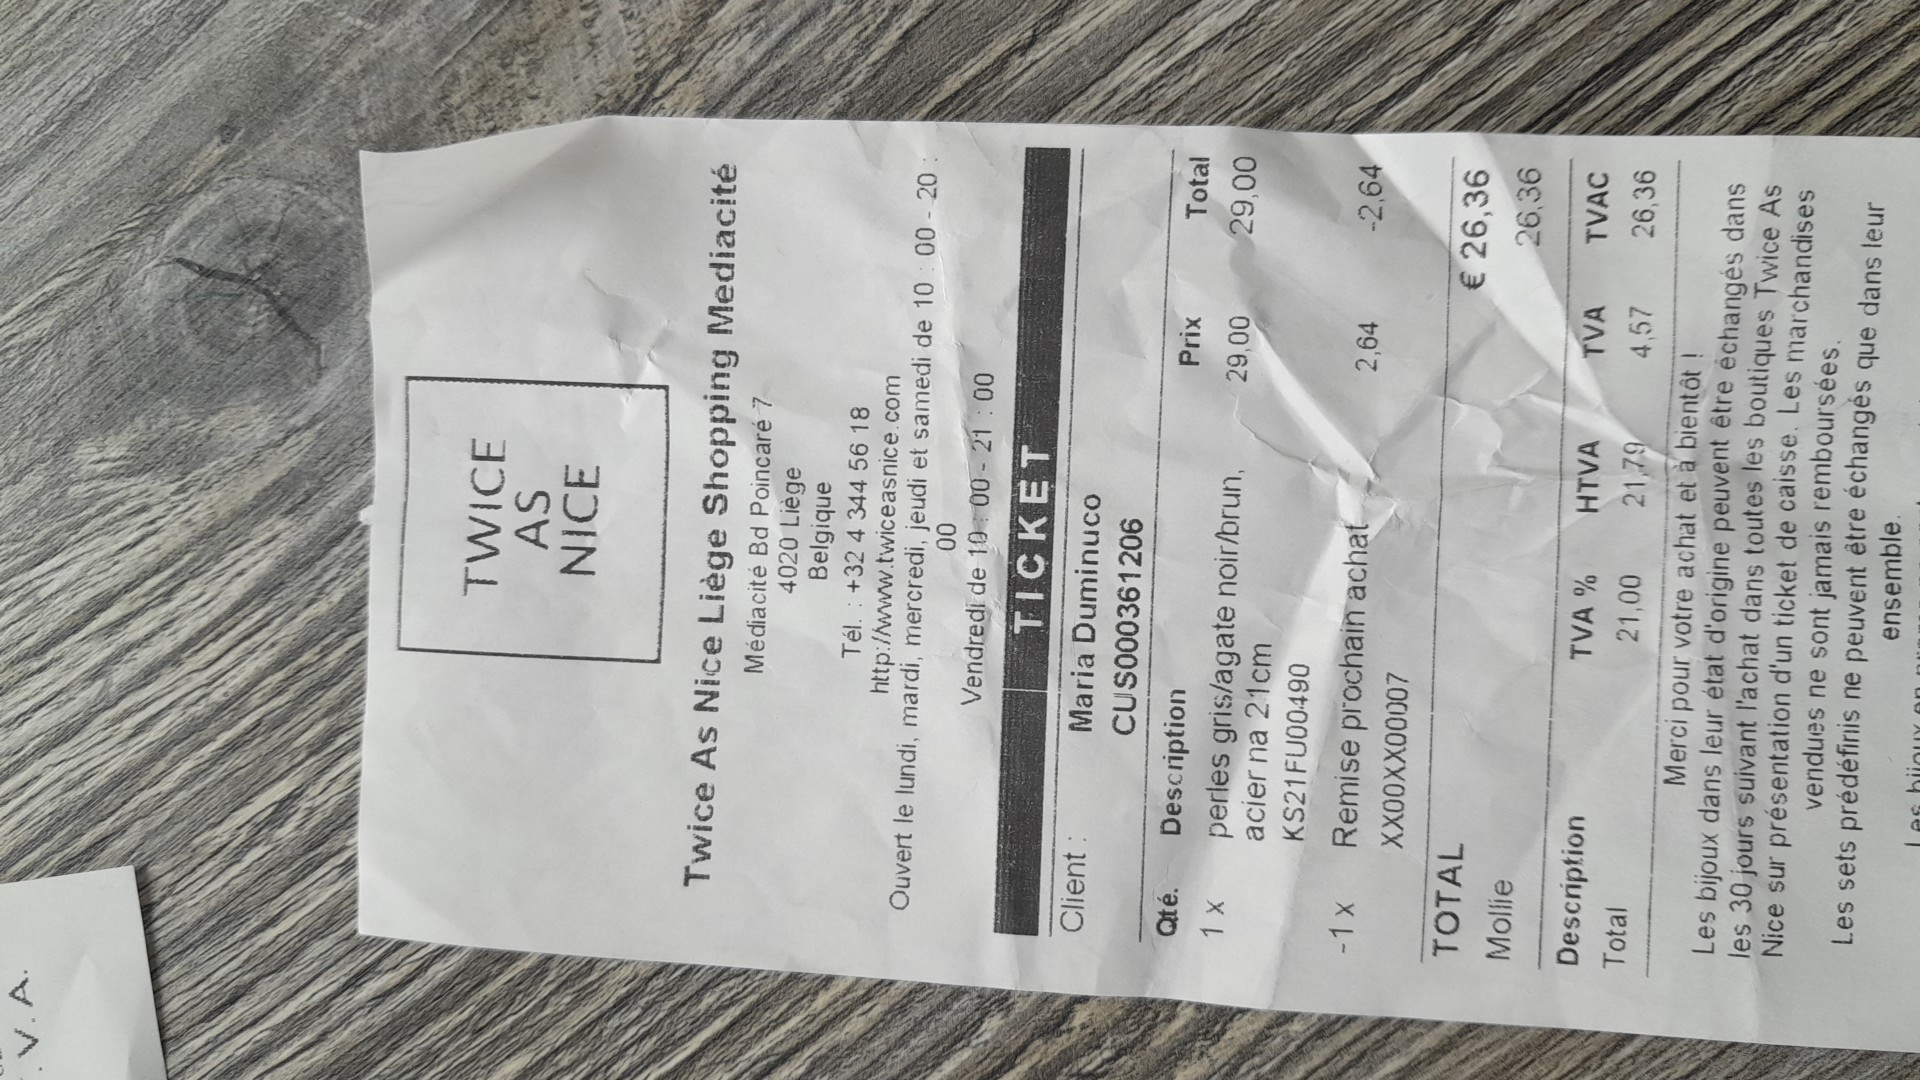 TWICE
AS
NICE
Twice As Nice Liège Shopping Mediacité
Médiacité Bd Poincaré 7
4020 Liège
Belgique
Tél. : +32 4 344 56 18
http://www.twiceasnice.com
Ouvert le lundi, mardi, mercredi, jeudi et samedi de 10 : 00 - 20 :
00
Vendredi de 10 : 00 - 21 : 00
TICKET
Client : Maria Duminuco
CUS000361206
Qté. Description Prix Total
1 x perles gris/agate noir/brun, 29,00 29,00
acier na 21cm
KS21FU00490
-1 x Remise prochain achat 2,64 -2,64
XX00XX00007
TOTAL € 26,36
Mollie 26,36
Description TVA % HTVA TVA TVAC
Total 21,00 21,79 4,57 26,36
Merci pour votre achat et à bientôt !
Les bijoux dans leur état d'origine peuvent être échangés dans
les 30 jours suivant l'achat dans toutes les boutiques Twice As
Nice sur présentation d'un ticket de caisse. Les marchandises
vendues ne sont jamais remboursées.
Les sets prédéfinis ne peuvent être échangés que dans leur
ensemble.
Les bijoux en
V.A.